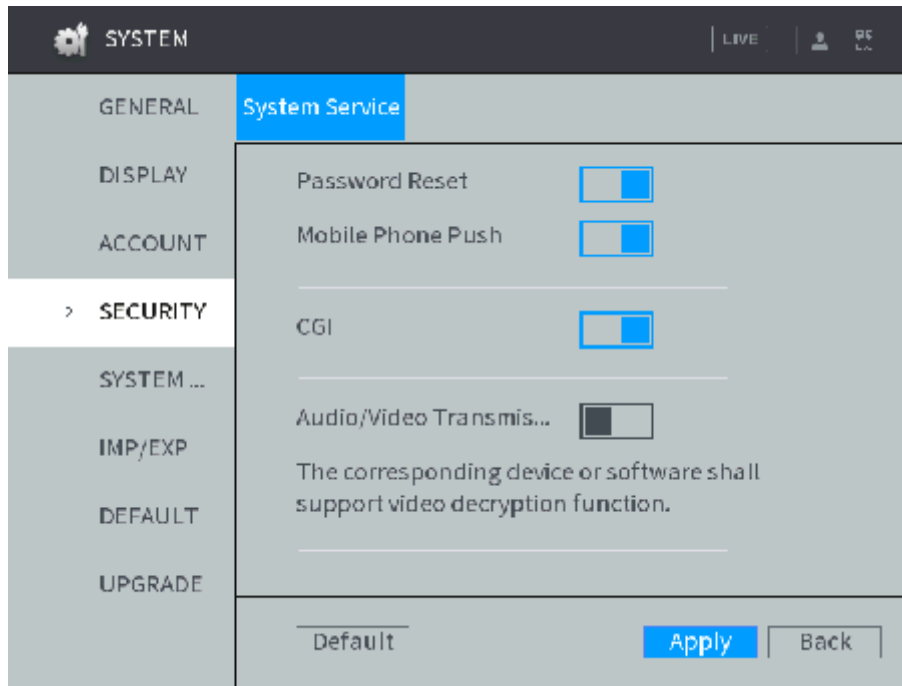 SYSTEM
LIVE
GENERAL
System Service
DISPLAY
Password Reset
Mobile Phone Push
ACCOUNT
> SECURITY
CGI
SYSTEM ...
Audio/Video Transmis...
IMP/EXP
The corresponding device or software shall
support video decryption function.
DEFAULT
UPGRADE
Default
Apply
Back